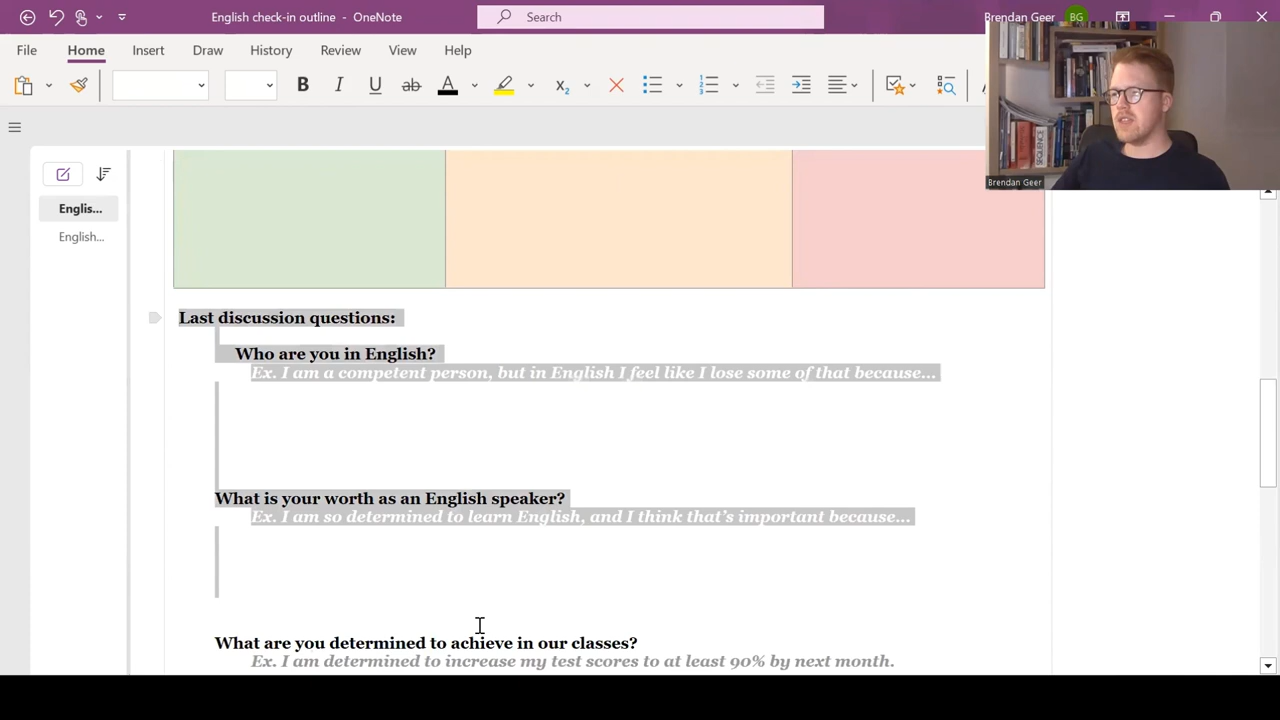 English check-in outline - OneNote
Search
Brendan Geer BG
File Home Insert Draw History Review View Help
B I U ab A x₂
Englis...
English...
SEQUENCE
Brendan Geer
Last discussion questions:
Who are you in English?
Ex. I am a competent person, but in English I feel like I lose some of that because...
What is your worth as an English speaker?
Ex. I am so determined to learn English, and I think that's important because...
What are you determined to achieve in our classes?
Ex. I am determined to increase my test scores to at least 90% by next month.